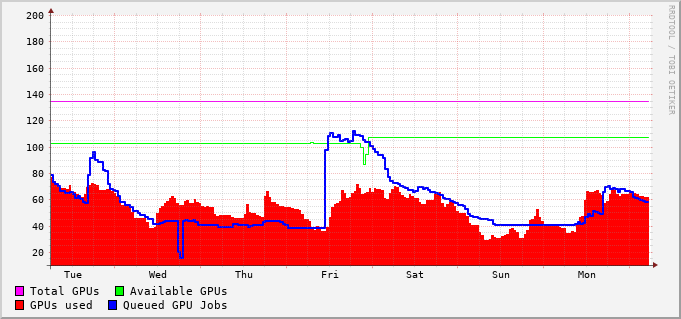 200
180
160
140
120
100
80
60
40
20
Tue Wed Thu Fri Sat Sun Mon
Total GPUs Available GPUs
GPUs used Queued GPU Jobs
RRDTOOL / TOBI OETIKER